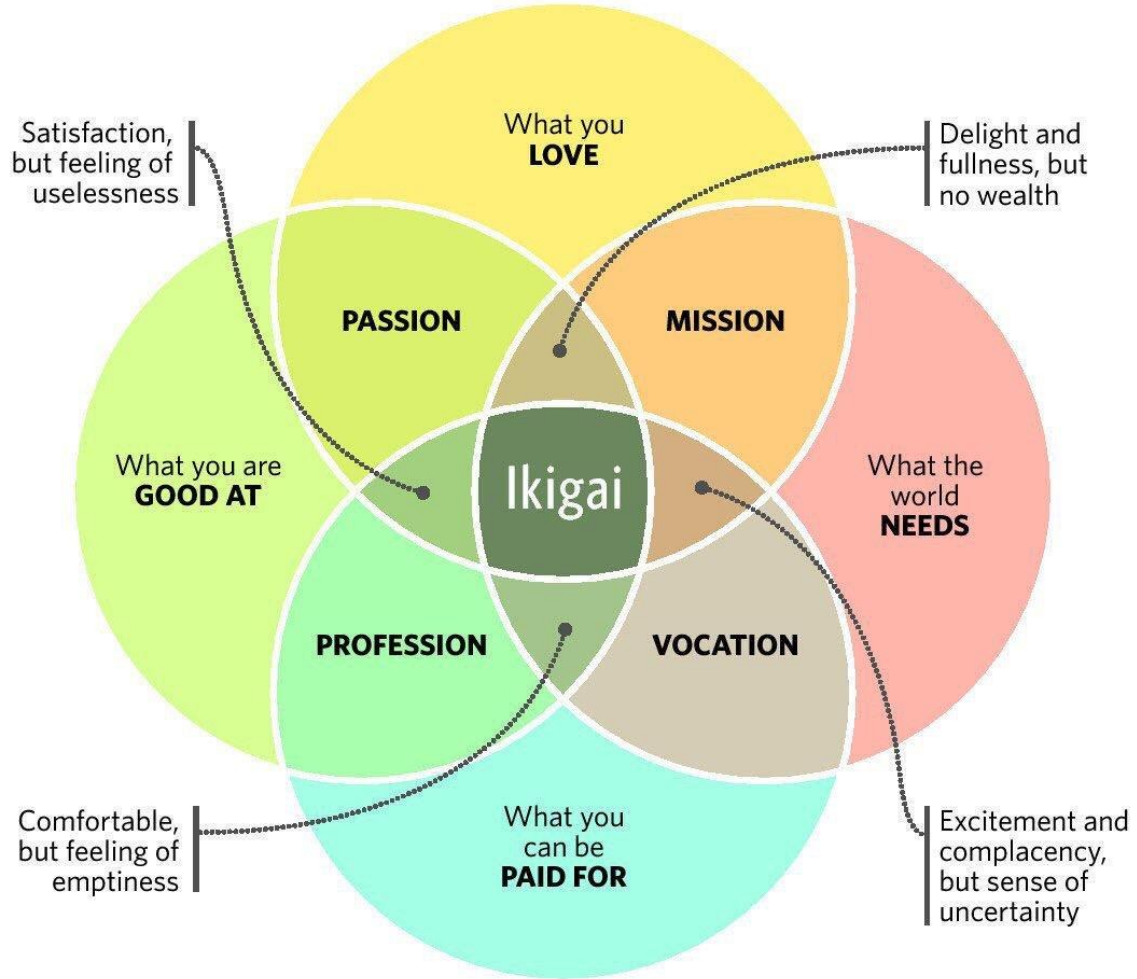 What you
LOVE
Satisfaction,
but feeling of
uselessness
Delight and
fullness, but
no wealth
PASSION
MISSION
What you are
GOOD AT
Ikigai
What the
world
NEEDS
PROFESSION
VOCATION
Comfortable,
but feeling of
emptiness
What you
can be
PAID FOR
Excitement and
complacency,
but sense of
uncertainty